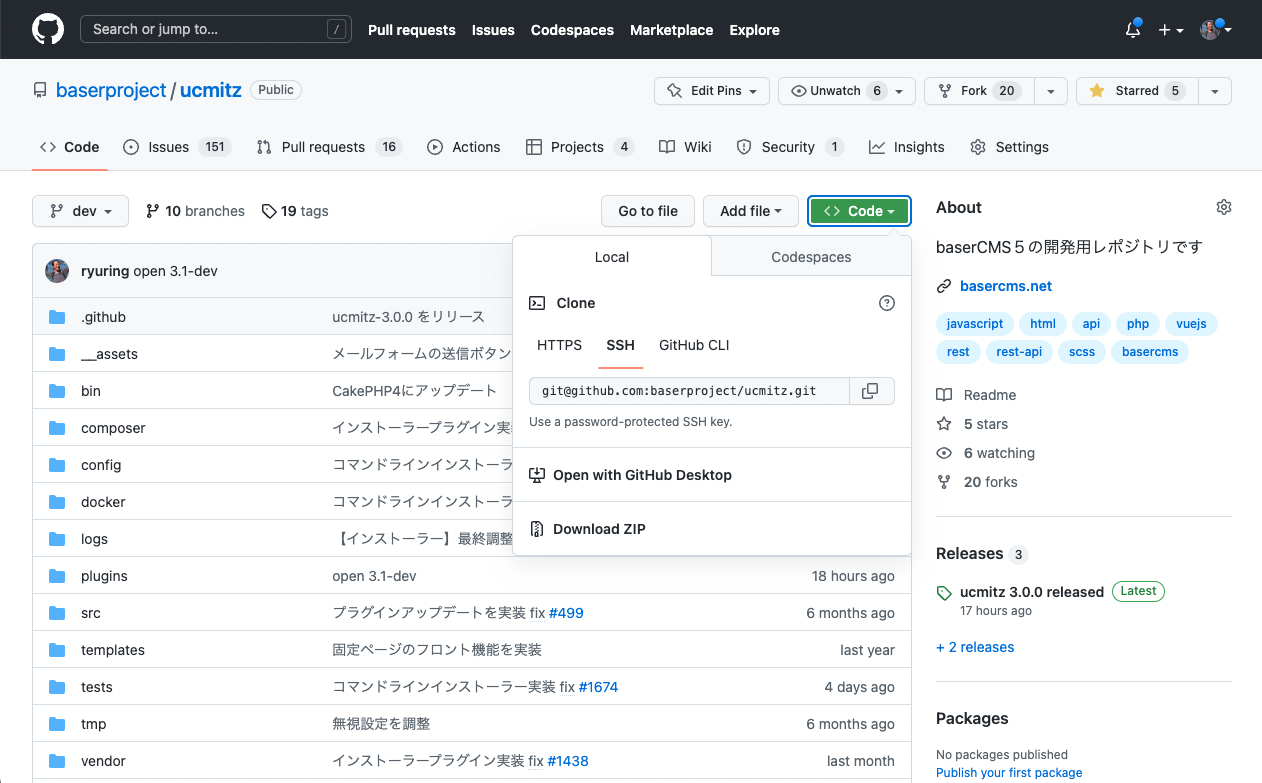 Search or jump to… / Pull requests Issues Codespaces Marketplace Explore
baserproject / ucmitz Public Edit Pins Unwatch 6 Fork 20 Starred 5
Code Issues 151 Pull requests 16 Actions Projects 4 Wiki Security 1 Insights Settings
dev 10 branches 19 tags Go to file Add file Code
ryuring open 3.1-dev
.github ucmitz-3.0.0 をリリース
__assets メールフォームの送信ボタン
bin CakePHP4にアップデート
composer インストーラープラグイン実
config コマンドラインインストーラ
docker コマンドラインインストーラ
logs 【インストーラー】最終調整
plugins open 3.1-dev 18 hours ago
src プラグインアップデートを実装 fix #499 6 months ago
templates 固定ページのフロント機能を実装 last year
tests コマンドラインインストーラー実装 fix #1674 4 days ago
tmp 無視設定を調整 6 months ago
vendor インストーラープラグイン実装 fix #1438 last month
Local Codespaces
Clone
HTTPS SSH GitHub CLI
git@github.com:baserproject/ucmitz.git
Use a password-protected SSH key.
Open with GitHub Desktop
Download ZIP
About
baserCMS５の開発用レポジトリです
basercms.net
javascript html api php vuejs
rest rest-api scss basercms
Readme
5 stars
6 watching
20 forks
Releases 3
ucmitz 3.0.0 released Latest
17 hours ago
+ 2 releases
Packages
No packages published
Publish your first package